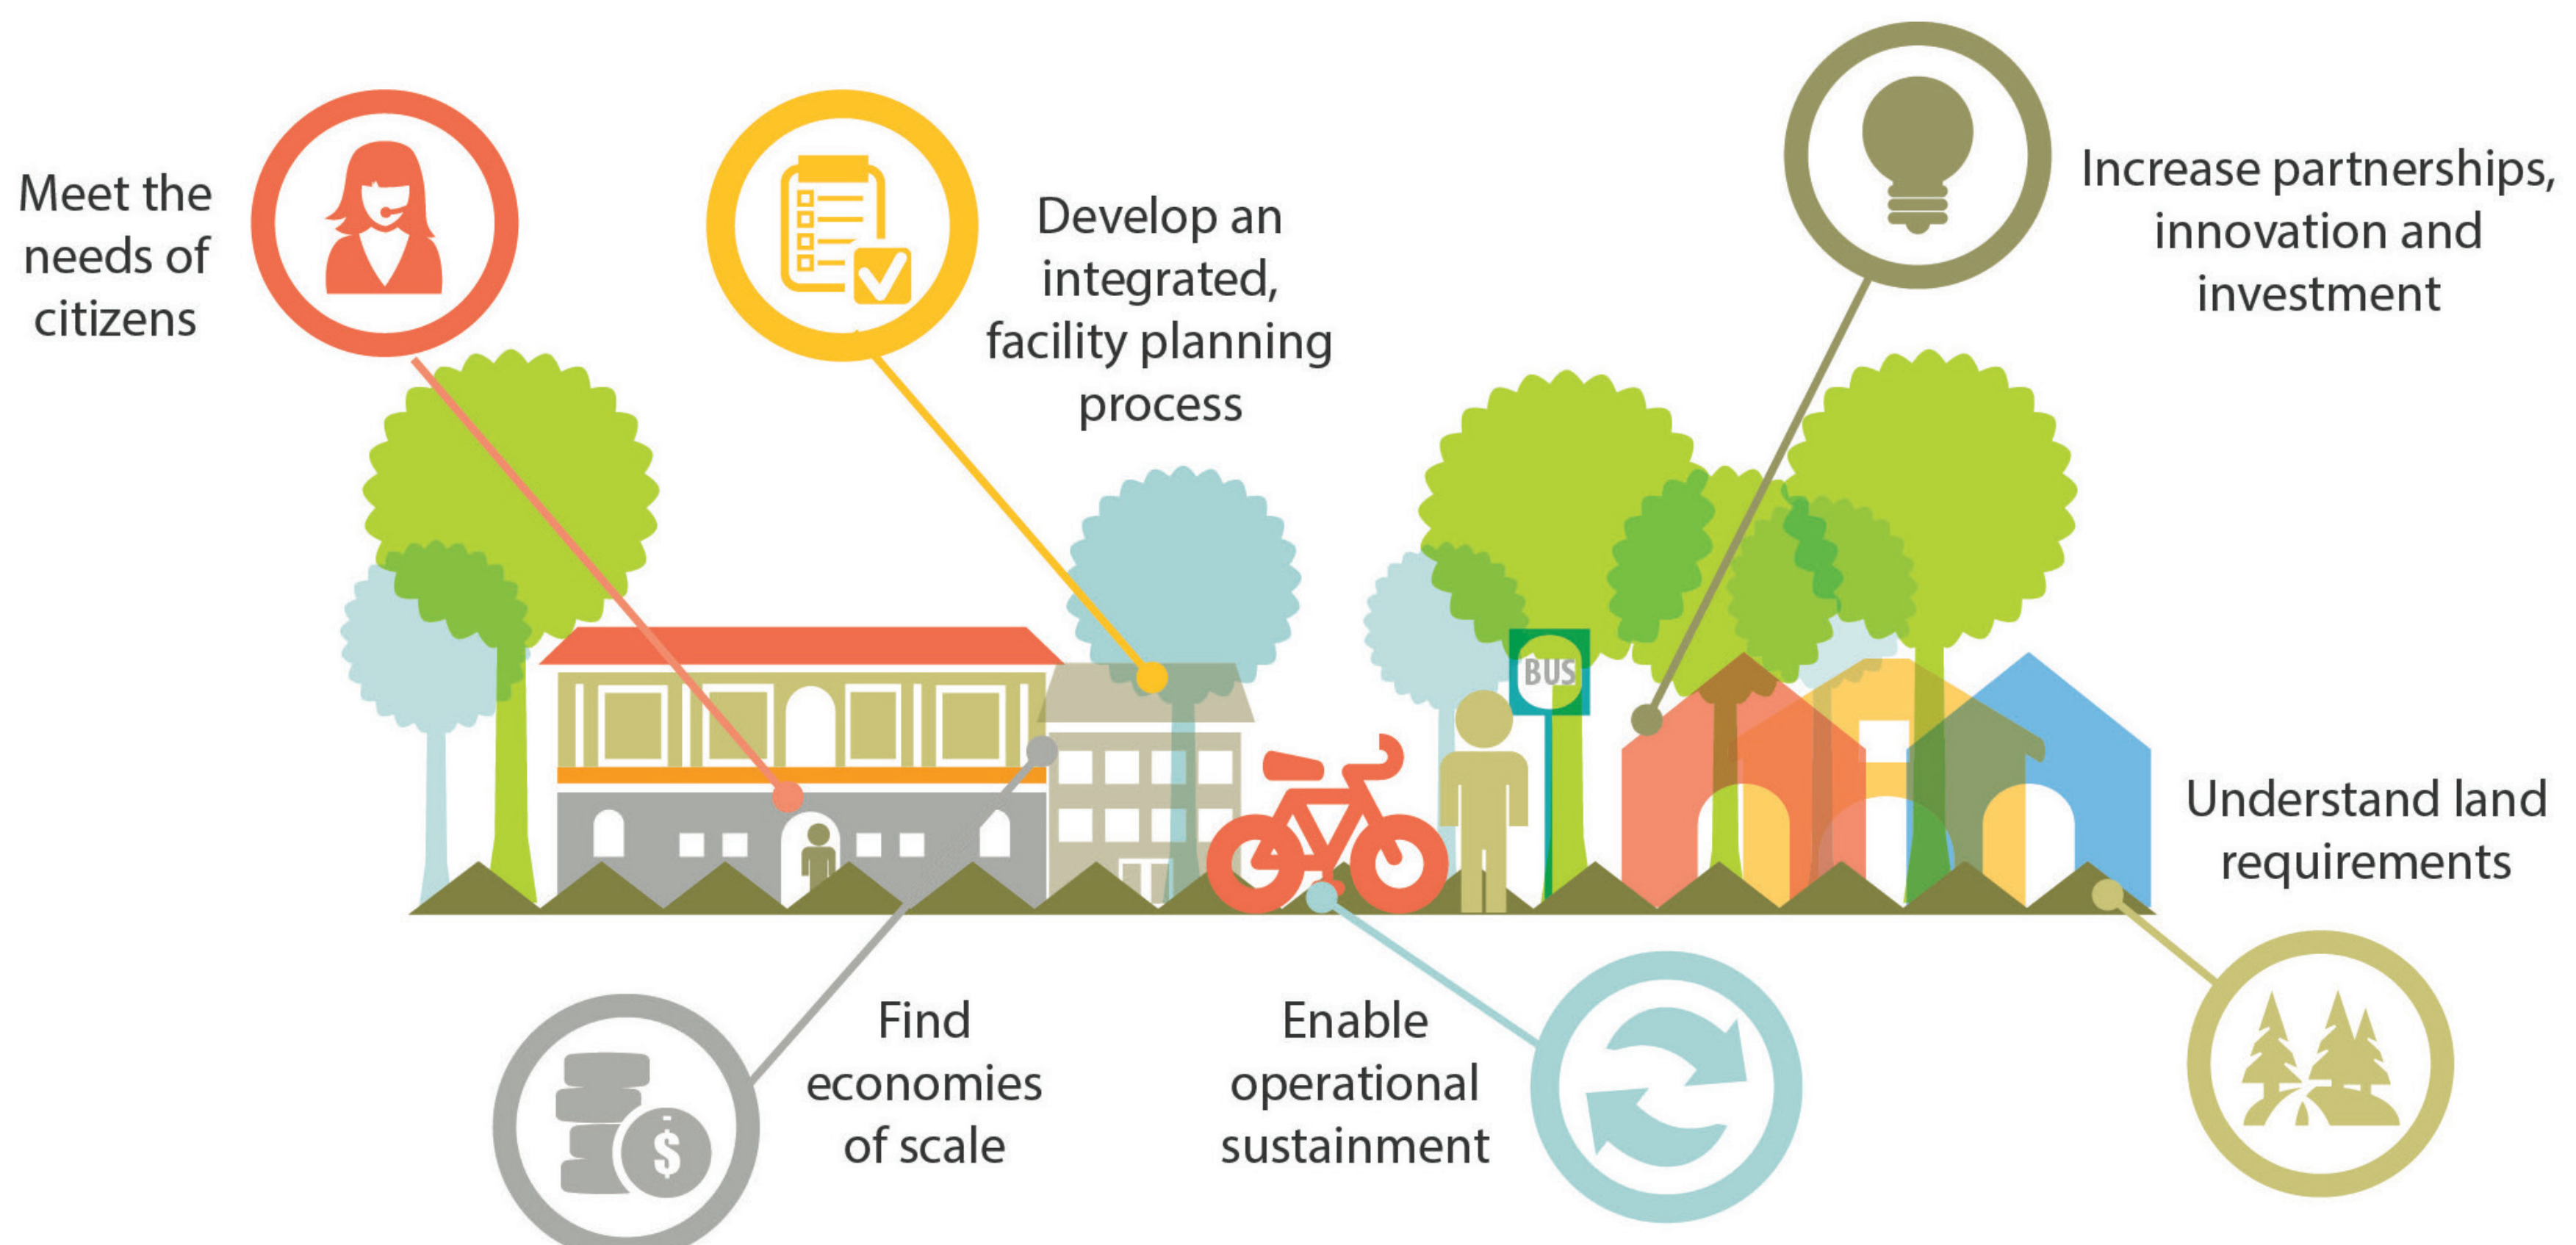 Meet the
needs of
citizens
Develop an
integrated,
facility planning
process
Increase partnerships,
innovation and
investment
BUS
Understand land
requirements
Find
economies
of scale
$
Enable
operational
sustainment